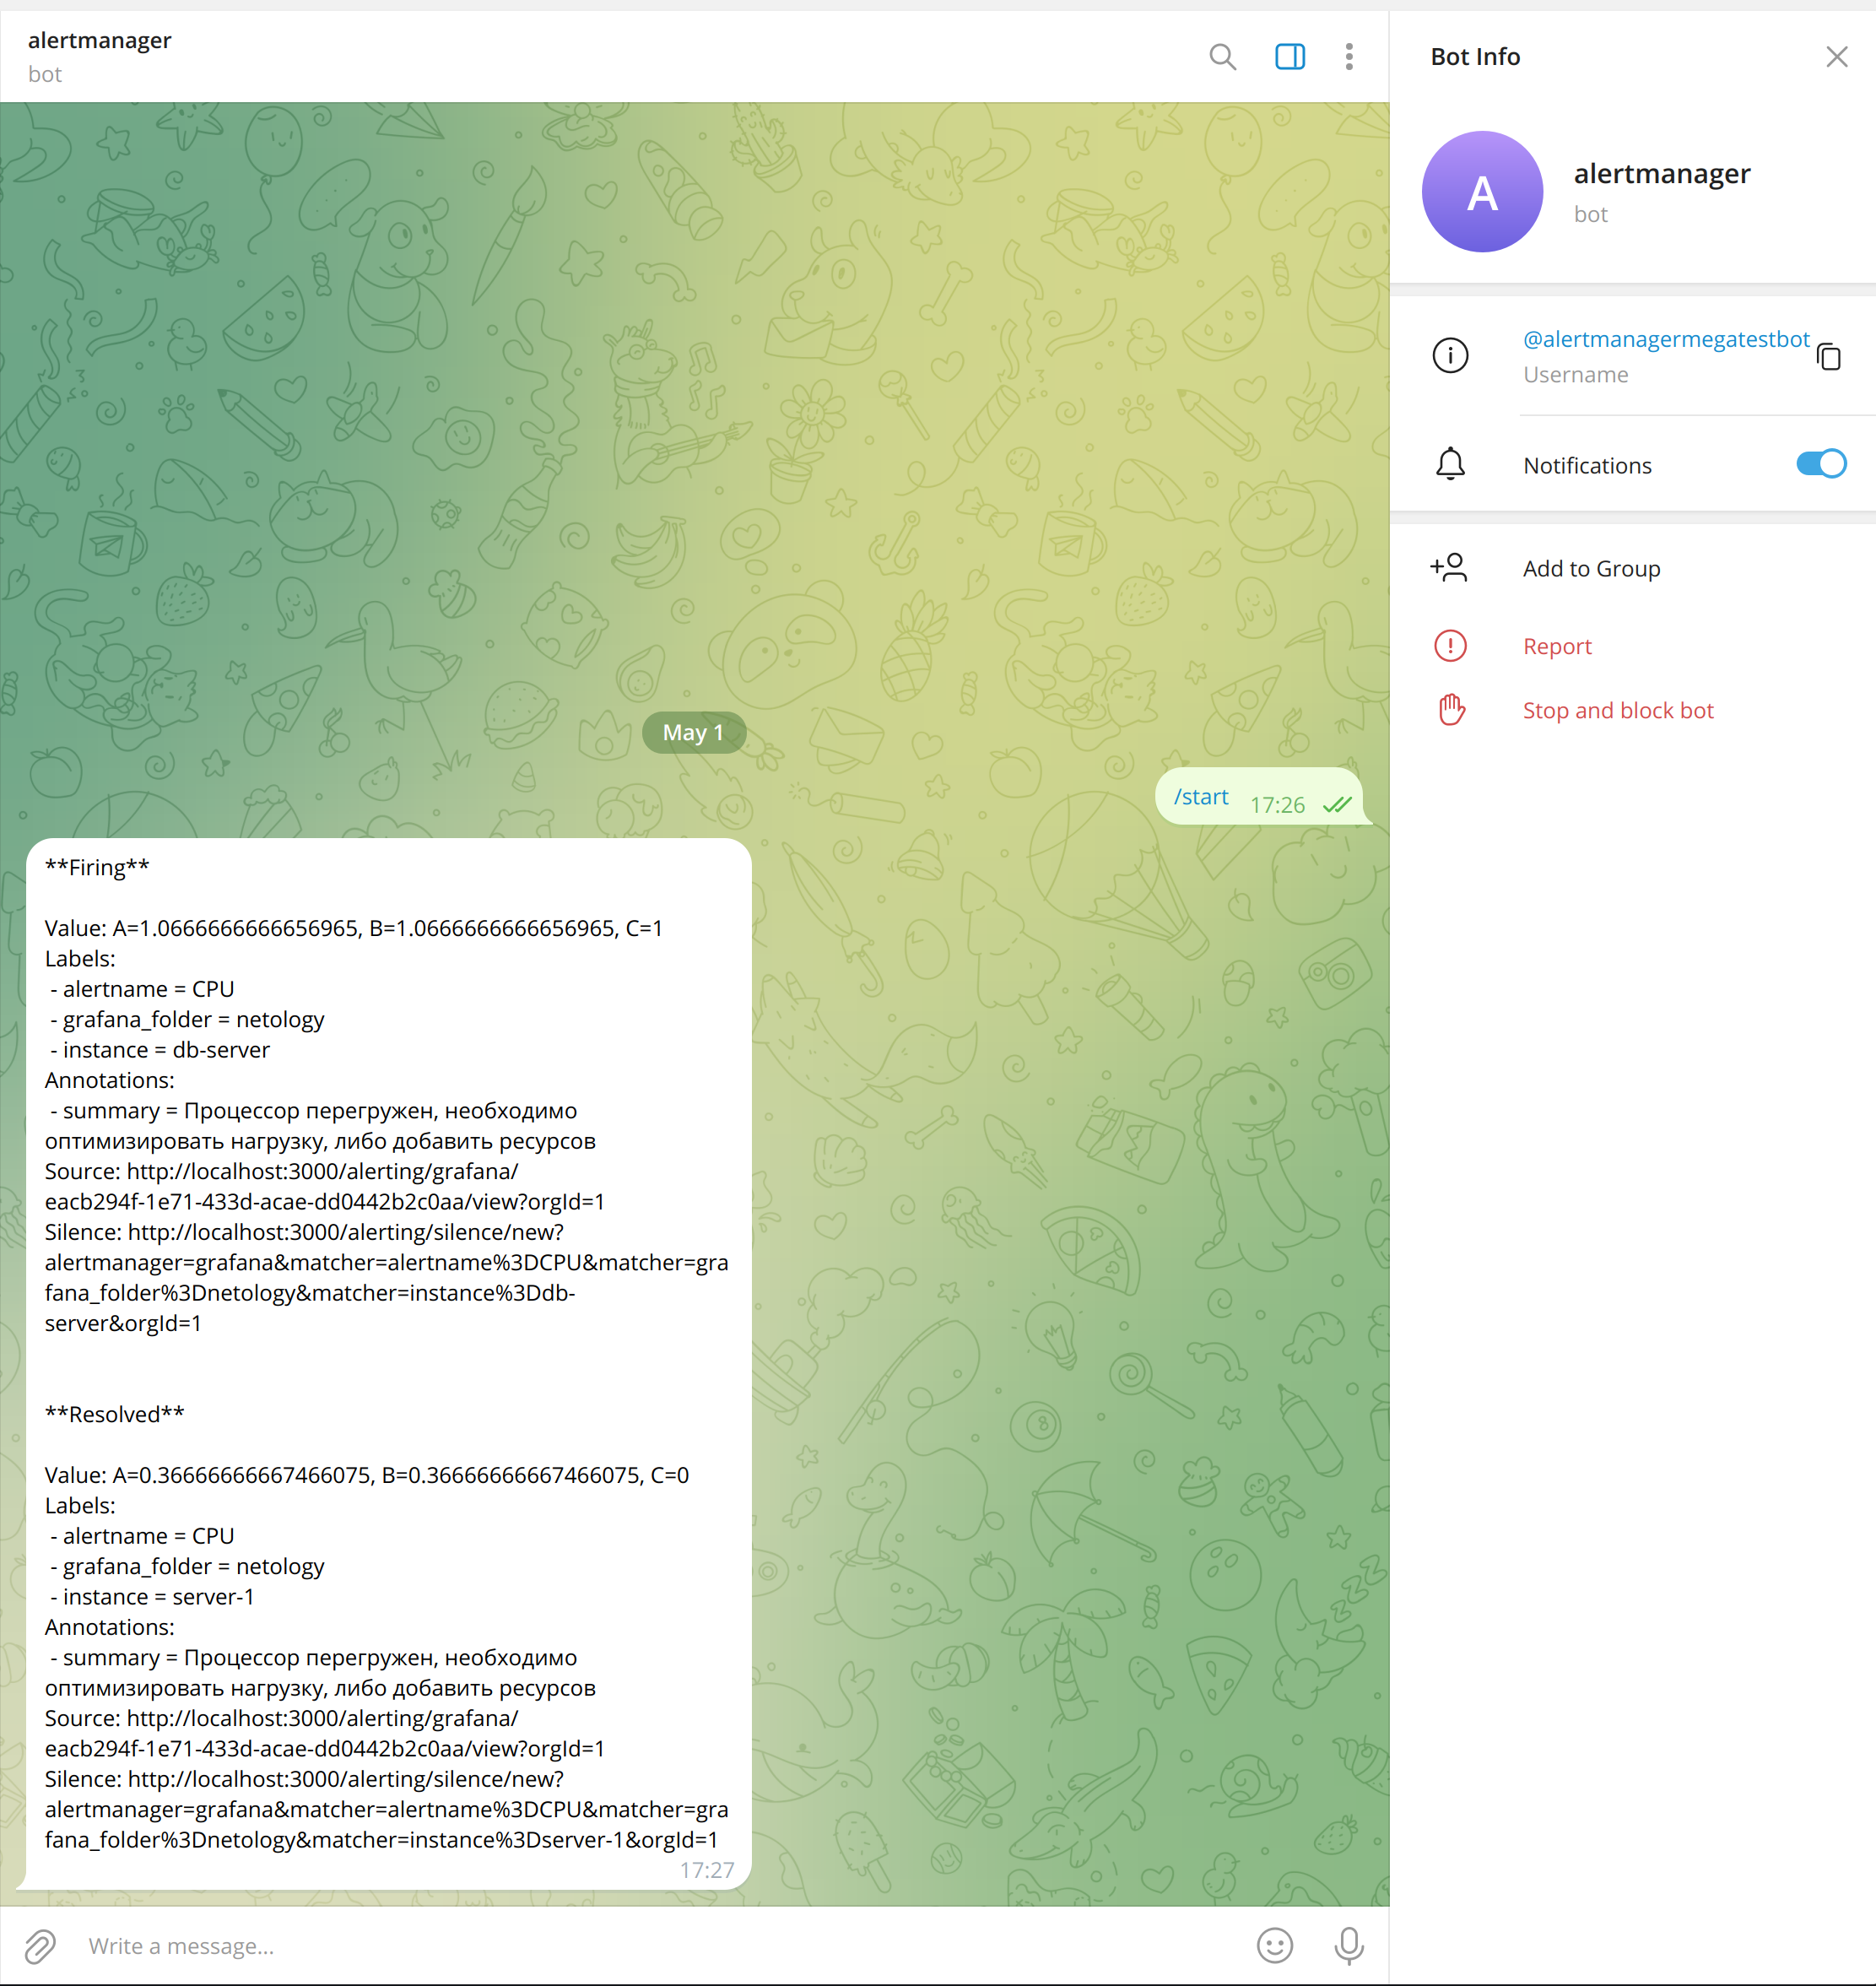 alertmanager
bot
May 1
/start 17:26
**Firing**
Value: A=1.0666666666656965, B=1.0666666666656965, C=1
Labels:
- alertname = CPU
- grafana_folder = netology
- instance = db-server
Annotations:
- summary = Процессор перегружен, необходимо
оптимизировать нагрузку, либо добавить ресурсов
Source: http://localhost:3000/alerting/grafana/
eacb294f-1e71-433d-acae-dd0442b2c0aa/view?orgId=1
Silence: http://localhost:3000/alerting/silence/new?
alertmanager=grafana&matcher=alertname%3DCPU&matcher=gra
fana_folder%3Dnetology&matcher=instance%3Ddb-
server&orgId=1
**Resolved**
Value: A=0.36666666667466075, B=0.36666666667466075, C=0
Labels:
- alertname = CPU
- grafana_folder = netology
- instance = server-1
Annotations:
- summary = Процессор перегружен, необходимо
оптимизировать нагрузку, либо добавить ресурсов
Source: http://localhost:3000/alerting/grafana/
eacb294f-1e71-433d-acae-dd0442b2c0aa/view?orgId=1
Silence: http://localhost:3000/alerting/silence/new?
alertmanager=grafana&matcher=alertname%3DCPU&matcher=gra
fana_folder%3Dnetology&matcher=instance%3Dserver-1&orgId=1
17:27
Write a message...
Bot Info
A
alertmanager
bot
@alertmanagermegatestbot
Username
Notifications
Add to Group
Report
Stop and block bot